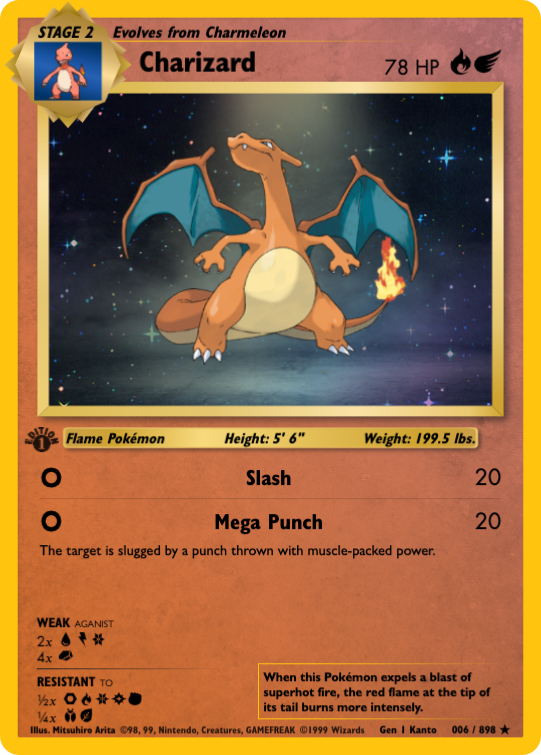 STAGE 2 Evolves from Charmeleon
Charizard 78 HP
EDITION 1
Flame Pokémon Height: 5' 6" Weight: 199.5 lbs.
Slash 20
Mega Punch 20
The target is slugged by a punch thrown with muscle-packed power.
WEAK AGANIST
2x
4x
RESISTANT TO
½x
¼x
When this Pokémon expels a blast of
superhot fire, the red flame at the tip of
its tail burns more intensely.
Illus. Mitsuhiro Arita ©98, 99, Nintendo, Creatures, GAMEFREAK ©1999 Wizards Gen 1 Kanto 006 / 898 ★